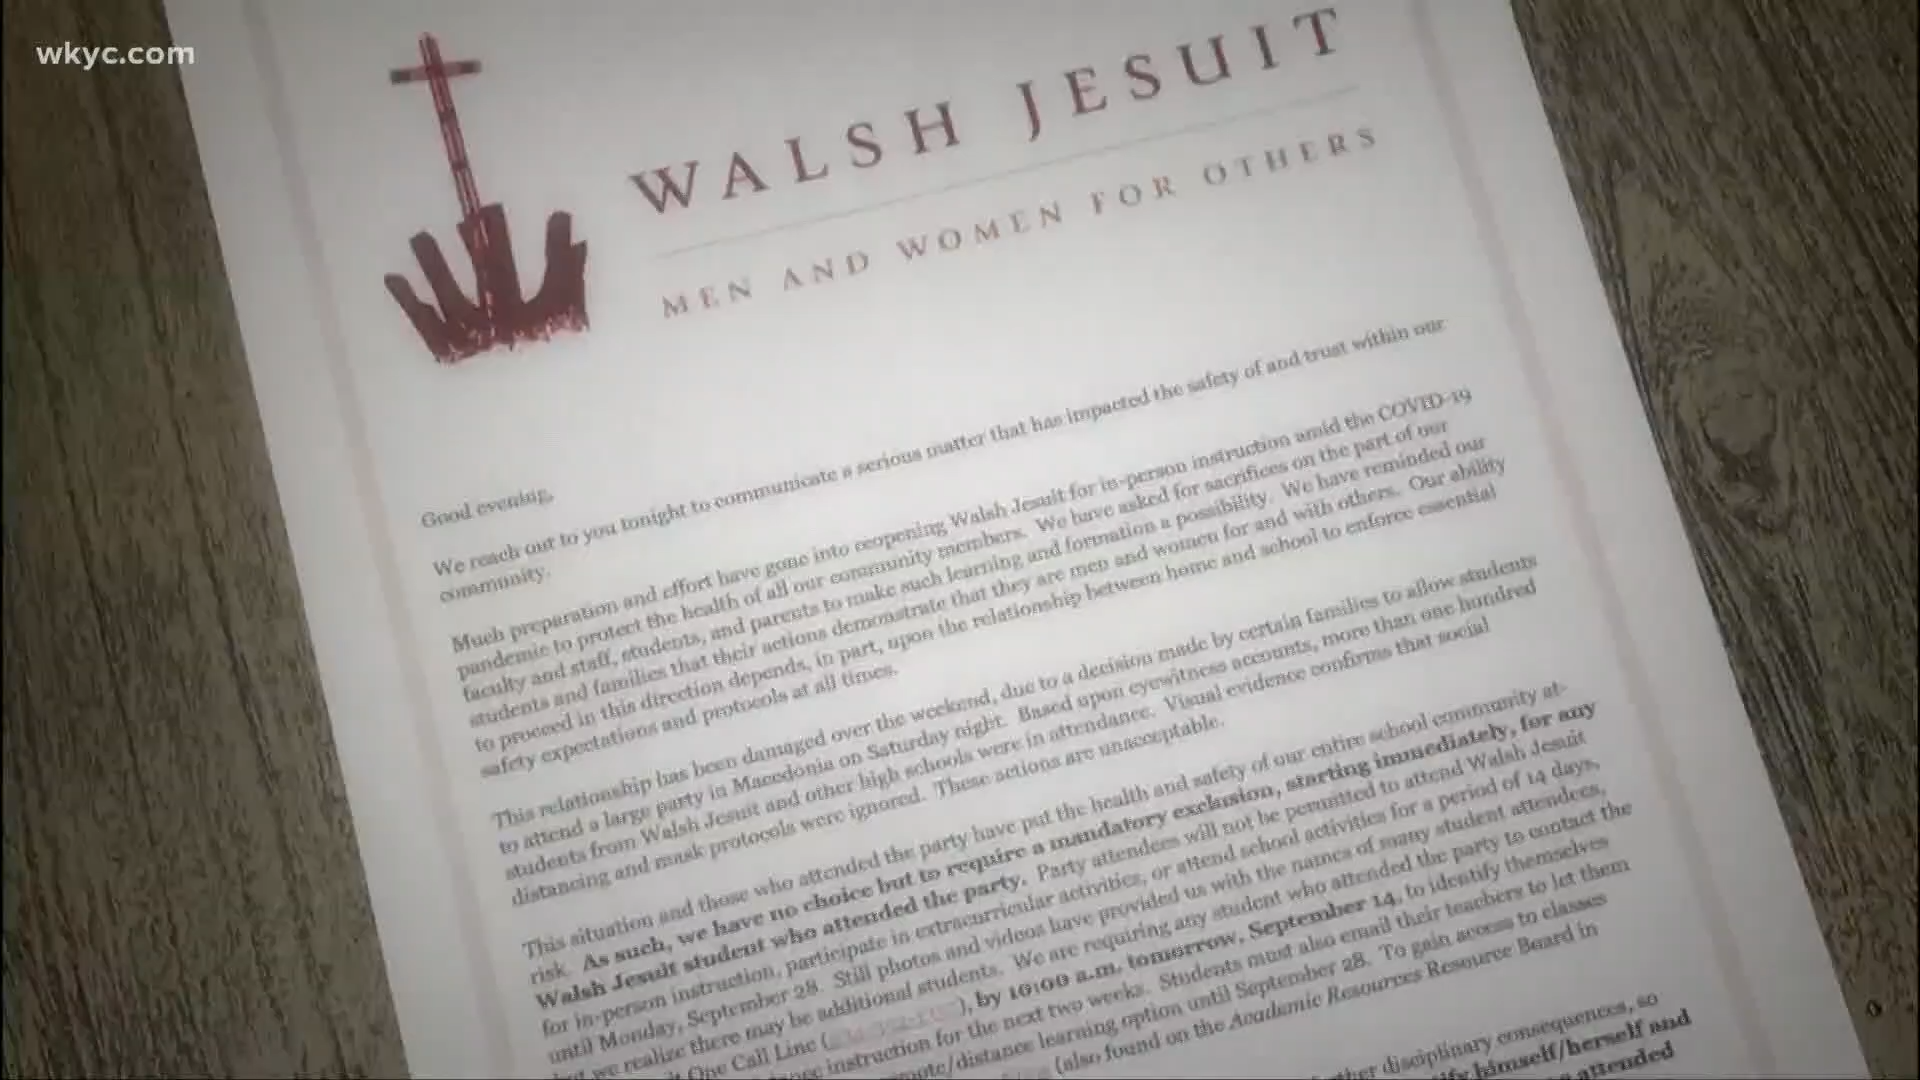 wkyc.com
WALSH JESUIT
MEN AND WOMEN FOR OTHERS
Good evening,
We reach out to you tonight to communicate a serious matter that has impacted the safety of and trust within our
community.
Much preparation and effort have gone into reopening Walsh Jesuit for in-person instruction amid the COVID-19
pandemic to protect the health of all our community members. We have asked for sacrifices on the part of our
faculty and staff, students, and parents to make such learning and formation a possibility. We have reminded our
students and families that their actions demonstrate that they are men and women for and with others. Our ability
to proceed in this direction depends, in part, upon the relationship between home and school to enforce essential
safety expectations and protocols at all times.
This relationship has been damaged over the weekend, due to a decision made by certain families to allow students
to attend a large party in Macedonia on Saturday night. Based upon eyewitness accounts, more than one hundred
students from Walsh Jesuit and other high schools were in attendance. Visual evidence confirms that social
distancing and mask protocols were ignored. These actions are unacceptable.
This situation and those who attended the party have put the health and safety of our entire school community at-
risk. As such, we have no choice but to require a mandatory exclusion, starting immediately, for any
Walsh Jesuit student who attended the party. Party attendees will not be permitted to attend Walsh Jesuit
for in-person instruction, participate in extracurricular activities, or attend school activities for a period of 14 days,
until Monday, September 28. Still photos and videos have provided us with the names of many student attendees,
but we realize there may be additional students. We are requiring any student who attended the party to contact the
One Call Line ( ), by 10:00 a.m. tomorrow, September 14, to identify themselves
instruction for the next two weeks. Students must also email their teachers to let them
remote/distance learning option until September 28. To gain access to classes
(also found on the Academic Resources Resource Board in
disciplinary consequences, so
himself/herself and
attended